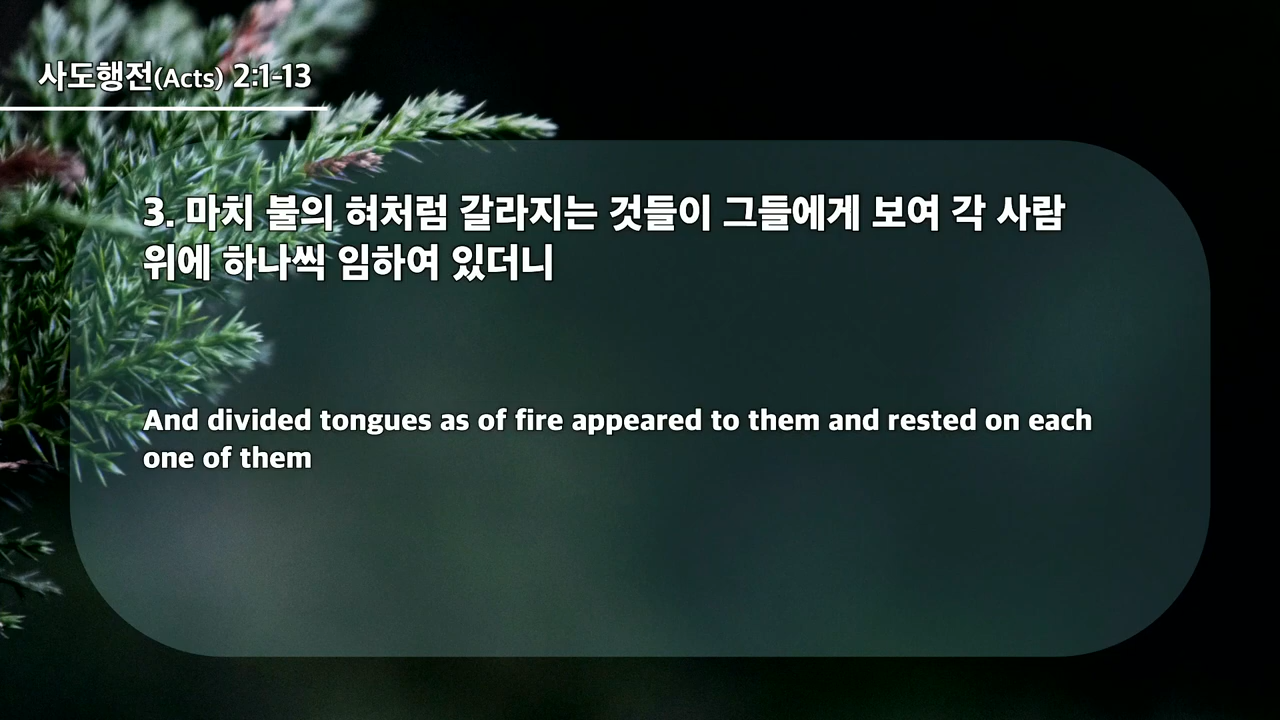 사도행전(Acts) 2:1-13
3. 마치 불의 혀처럼 갈라지는 것들이 그들에게 보여 각 사람
위에 하나씩 임하여 있더니
And divided tongues as of fire appeared to them and rested on each
one of them